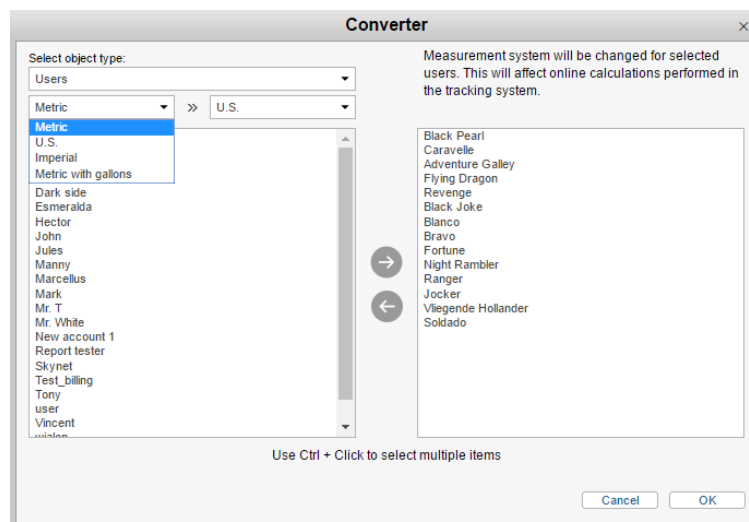 Converter
×
Select object type:
Users
Metric » U.S.
Metric
U.S.
Imperial
Metric with gallons
Dark side
Esmeralda
Hector
John
Jules
Manny
Marcellus
Mark
Mr. T
Mr. White
New account 1
Report tester
Skynet
Test_billing
Tony
user
Vincent
Measurement system will be changed for selected
users. This will affect online calculations performed in
the tracking system.
Black Pearl
Caravelle
Adventure Galley
Flying Dragon
Revenge
Black Joke
Blanco
Bravo
Fortune
Night Rambler
Ranger
Jocker
Vliegende Hollander
Soldado
Use Ctrl + Click to select multiple items
Cancel OK